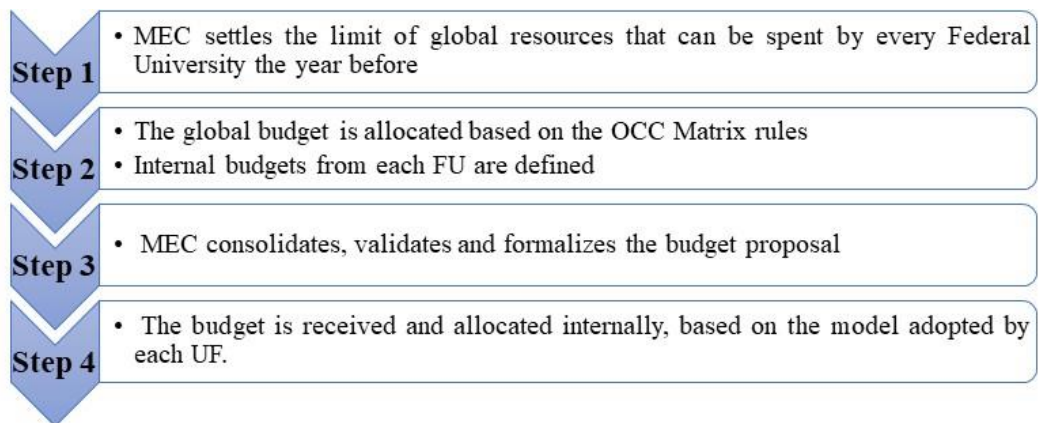 Step 1
• MEC settles the limit of global resources that can be spent by every Federal
University the year before
Step 2
• The global budget is allocated based on the OCC Matrix rules
• Internal budgets from each FU are defined
Step 3
• MEC consolidates, validates and formalizes the budget proposal
Step 4
• The budget is received and allocated internally, based on the model adopted by
each UF.